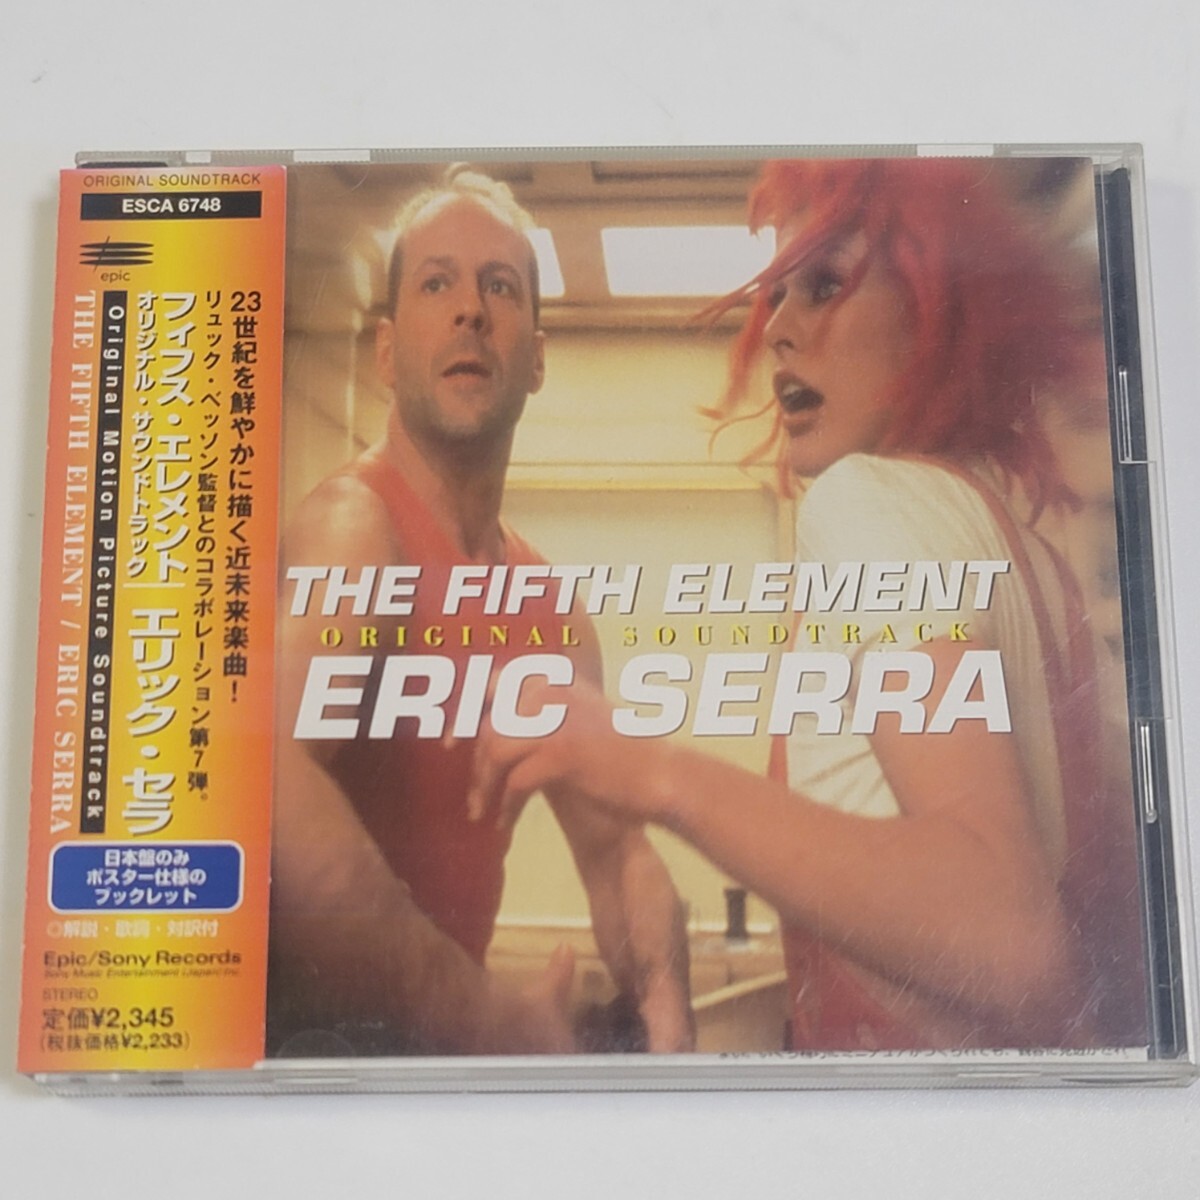 ORIGINAL SOUNDTRACK
ESCA 6748
epic
23世紀を鮮やかに描く近未来楽曲!
リュック・ベッソン監督とのコラボレーション第7弾。
フィフス・エレメント | エリック・セラ
オリジナル・サウンドトラック
Original Motion Picture Soundtrack
THE FIFTH ELEMENT / ERIC SERRA
日本盤のみ
ポスター仕様の
ブックレット
◎解説・歌詞・対訳付
Epic/Sony Records
Sony Music Entertainment (Japan) Inc.
STEREO
定価¥2,345
(税抜価格¥2,233)
THE FIFTH ELEMENT
ORIGINAL SOUNDTRACK
ERIC SERRA